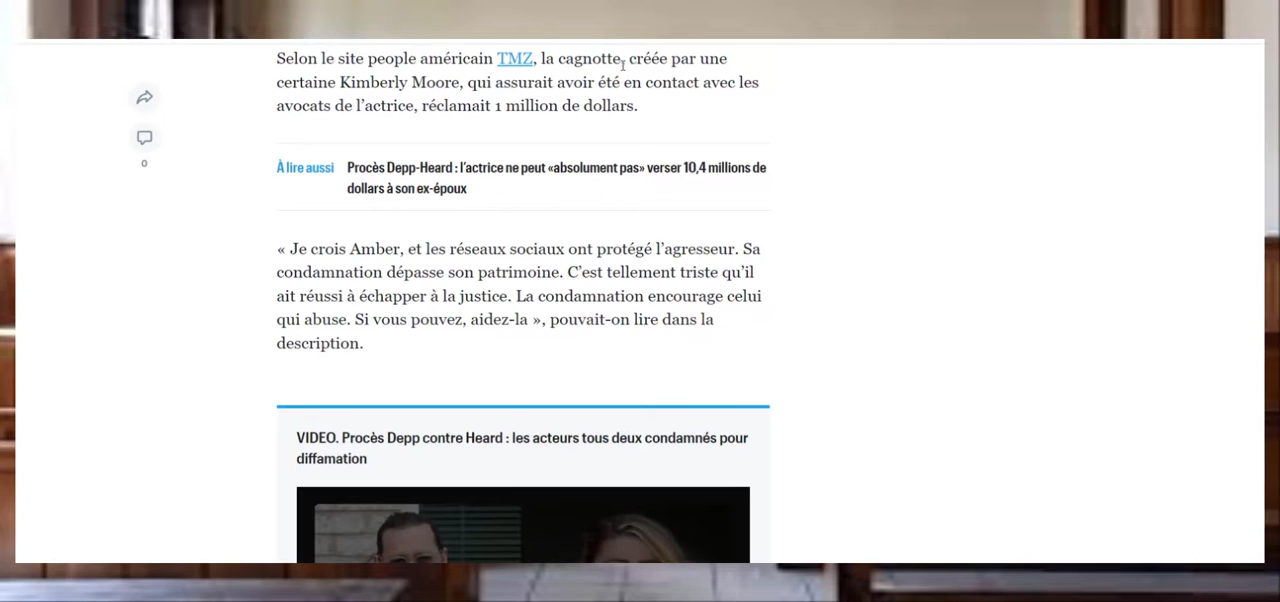 Selon le site people américain TMZ, la cagnotte, créée par une
certaine Kimberly Moore, qui assurait avoir été en contact avec les
avocats de l'actrice, réclamait 1 million de dollars.
0
À lire aussi Procès Depp-Heard : l'actrice ne peut «absolument pas» verser 10,4 millions de
dollars à son ex-époux
« Je crois Amber, et les réseaux sociaux ont protégé l'agresseur. Sa
condamnation dépasse son patrimoine. C'est tellement triste qu'il
ait réussi à échapper à la justice. La condamnation encourage celui
qui abuse. Si vous pouvez, aidez-la », pouvait-on lire dans la
description.
VIDEO. Procès Depp contre Heard : les acteurs tous deux condamnés pour
diffamation